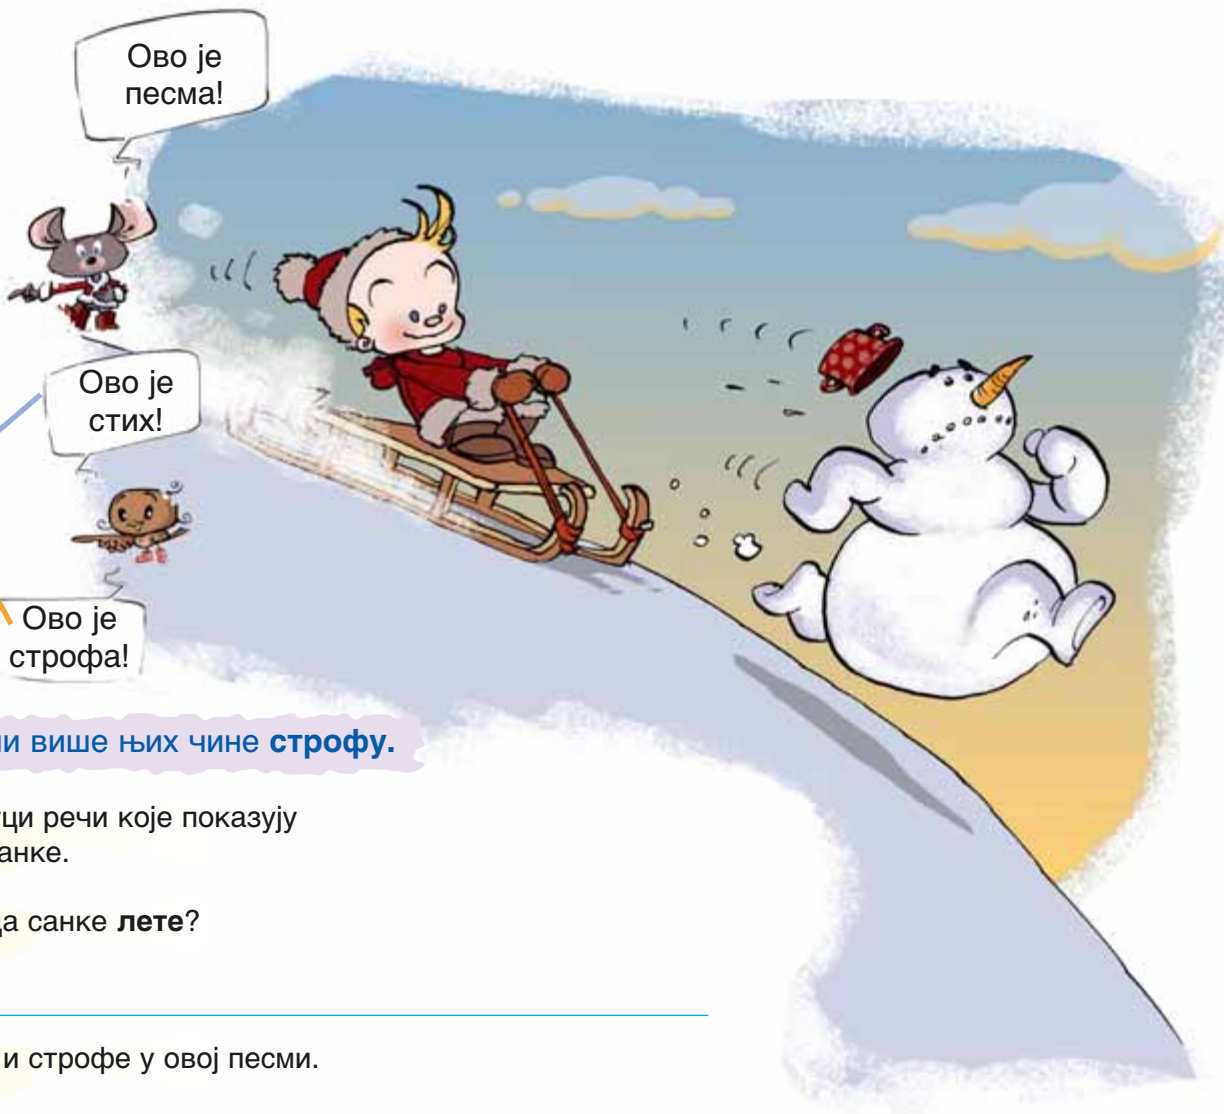 Ово је
песма!
Ово је
стих!
Ово је
строфа!
више њих чине строфу.
речи које показују
да санке лете?
и строфе у овој песми.